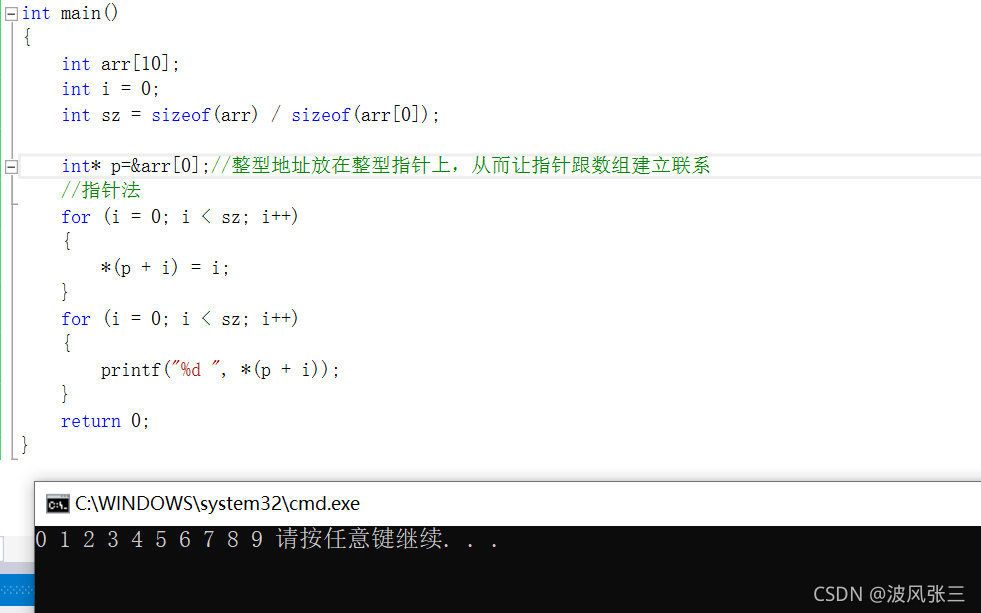 int main()
{
    int arr[10];
    int i = 0;
    int sz = sizeof(arr) / sizeof(arr[0]);
    int* p=&arr[0];//整型地址放在整型指针上，从而让指针跟数组建立联系
    //指针法
    for (i = 0; i < sz; i++)
    {
        *(p + i) = i;
    }
    for (i = 0; i < sz; i++)
    {
        printf("%d ", *(p + i));
    }
    return 0;
}
C:\WINDOWS\system32\cmd.exe
0 1 2 3 4 5 6 7 8 9 请按任意键继续. . .
CSDN @波风张三